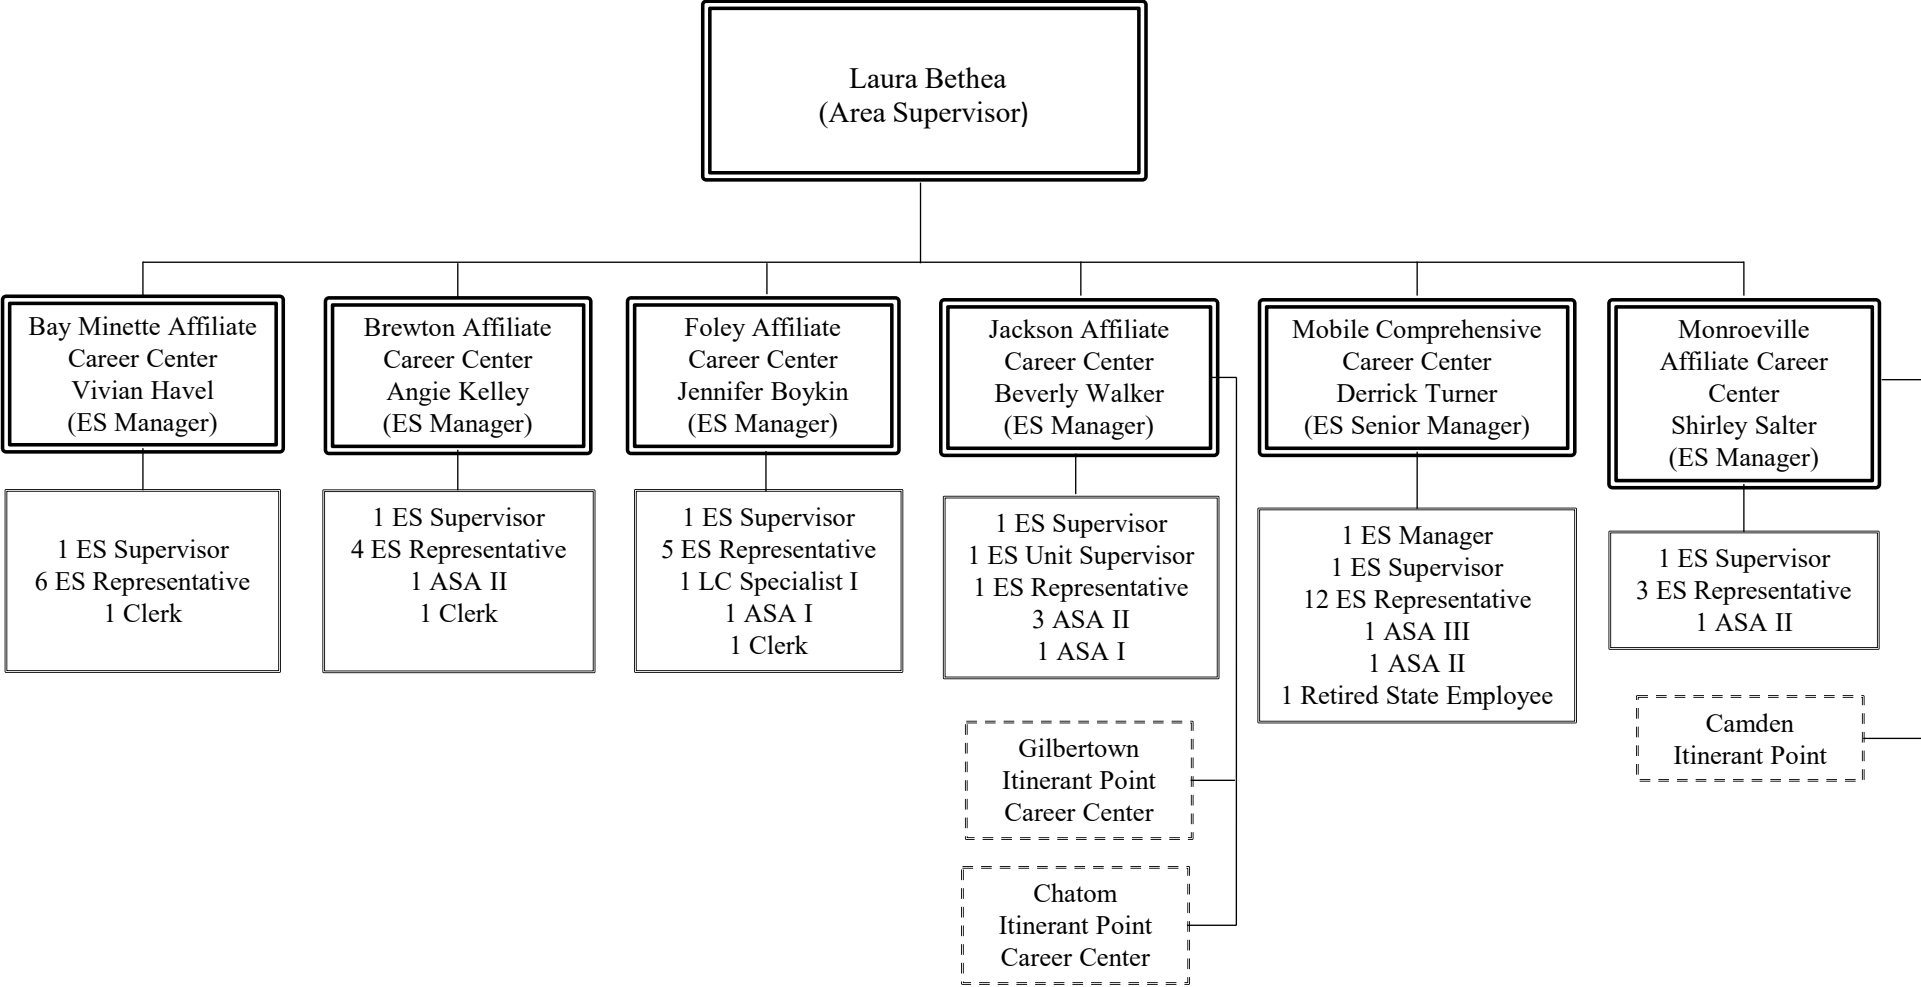 Laura Bethea
(Area Supervisor)
Bay Minette Affiliate
Career Center
Vivian Havel
(ES Manager)
Brewton Affiliate
Career Center
Angie Kelley
(ES Manager)
Foley Affiliate
Career Center
Jennifer Boykin
(ES Manager)
Jackson Affiliate
Career Center
Beverly Walker
(ES Manager)
Mobile Comprehensive
Career Center
Derrick Turner
(ES Senior Manager)
Monroeville
Affiliate Career
Center
Shirley Salter
(ES Manager)
1 ES Supervisor
6 ES Representative
1 Clerk
1 ES Supervisor
4 ES Representative
1 ASA II
1 Clerk
1 ES Supervisor
5 ES Representative
1 LC Specialist I
1 ASA I
1 Clerk
1 ES Supervisor
1 ES Unit Supervisor
1 ES Representative
3 ASA II
1 ASA I
1 ES Manager
1 ES Supervisor
12 ES Representative
1 ASA III
1 ASA II
1 Retired State Employee
1 ES Supervisor
3 ES Representative
1 ASA II
Gilbertown
Itinerant Point
Career Center
Camden
Itinerant Point
Chatom
Itinerant Point
Career Center